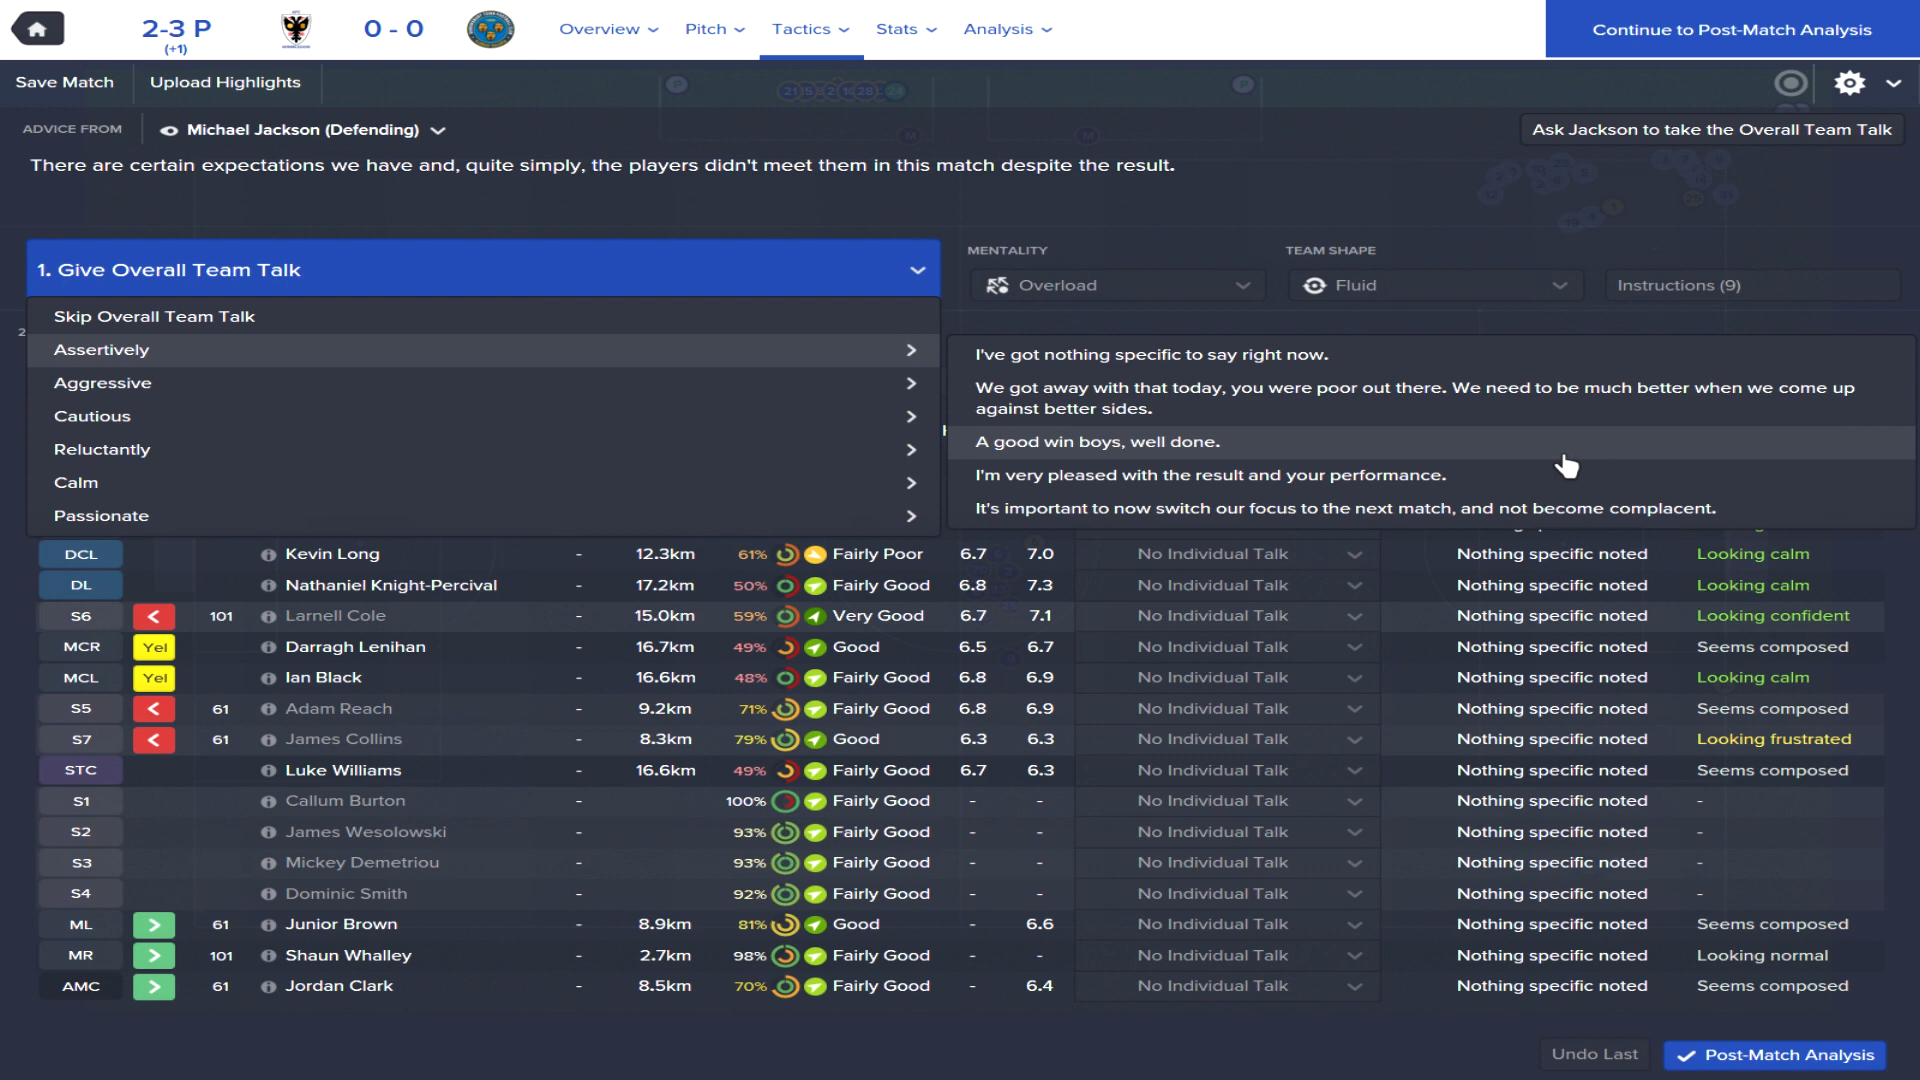 2-3 P
(+1)
0 - 0
Overview
Pitch
Tactics
Stats
Analysis
Continue to Post-Match Analysis
Save Match
Upload Highlights
ADVICE FROM
Michael Jackson (Defending)
Ask Jackson to take the Overall Team Talk
There are certain expectations we have and, quite simply, the players didn't meet them in this match despite the result.
1. Give Overall Team Talk
MENTALITY
Overload
TEAM SHAPE
Fluid
Instructions (9)
Skip Overall Team Talk
Assertively
Aggressive
Cautious
Reluctantly
Calm
Passionate
I've got nothing specific to say right now.
We got away with that today, you were poor out there. We need to be much better when we come up
against better sides.
A good win boys, well done.
I'm very pleased with the result and your performance.
It's important to now switch our focus to the next match, and not become complacent.
DCL Kevin Long - 12.3km 61% Fairly Poor 6.7 7.0 No Individual Talk Nothing specific noted Looking calm
DL Nathaniel Knight-Percival - 17.2km 50% Fairly Good 6.8 7.3 No Individual Talk Nothing specific noted Looking calm
S6 101 Larnell Cole - 15.0km 59% Very Good 6.7 7.1 No Individual Talk Nothing specific noted Looking confident
MCR Yel Darragh Lenihan - 16.7km 49% Good 6.5 6.7 No Individual Talk Nothing specific noted Seems composed
MCL Yel Ian Black - 16.6km 48% Fairly Good 6.8 6.9 No Individual Talk Nothing specific noted Looking calm
S5 61 Adam Reach - 9.2km 71% Fairly Good 6.8 6.9 No Individual Talk Nothing specific noted Seems composed
S7 61 James Collins - 8.3km 79% Good 6.3 6.3 No Individual Talk Nothing specific noted Looking frustrated
STC Luke Williams - 16.6km 49% Fairly Good 6.7 6.3 No Individual Talk Nothing specific noted Seems composed
S1 Callum Burton - 100% Fairly Good - - No Individual Talk Nothing specific noted -
S2 James Wesolowski - 93% Fairly Good - - No Individual Talk Nothing specific noted -
S3 Mickey Demetriou - 93% Fairly Good - - No Individual Talk Nothing specific noted -
S4 Dominic Smith - 92% Fairly Good - - No Individual Talk Nothing specific noted -
ML 61 Junior Brown - 8.9km 81% Good - 6.6 No Individual Talk Nothing specific noted Seems composed
MR 101 Shaun Whalley - 2.7km 98% Fairly Good - - No Individual Talk Nothing specific noted Looking normal
AMC 61 Jordan Clark - 8.5km 70% Fairly Good - 6.4 No Individual Talk Nothing specific noted Seems composed
Undo Last
Post-Match Analysis